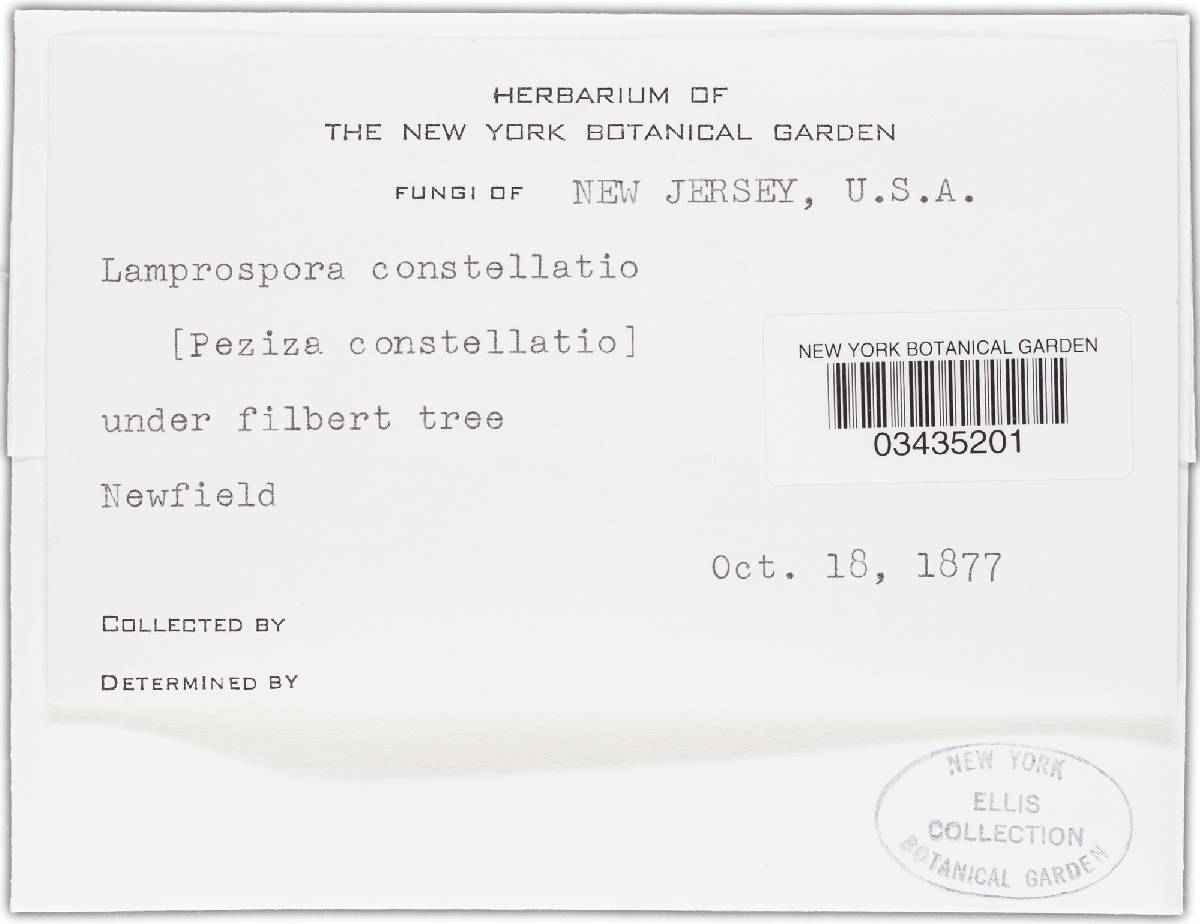 HERBARIUM OF
THE NEW YORK BOTANICAL GARDEN
FUNGI OF NEW JERSEY, U.S.A.
Lamprospora constellatio
[Peziza constellatio]
NEW YORK BOTANICAL GARDEN
03435201
under filbert tree
Newfield
Oct. 18, 1877
COLLECTED BY
DETERMINED BY
NEW YORK
ELLIS
COLLECTION
BOTANICAL GARDEN